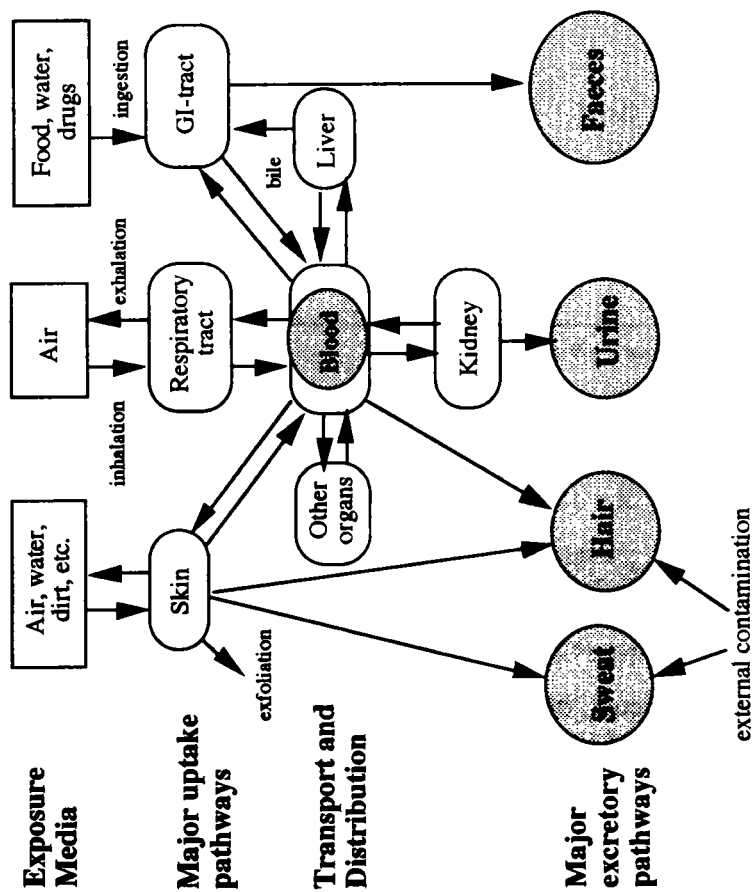 Exposure
Media
Air, water,
dirt, etc.
Air
Food, water,
drugs
inhalation
exhalation
ingestion
Major uptake
pathways
Skin
Respiratory
tract
GI-tract
exfoliation
bile
Transport and
Distribution
Other
organs
Blood
Liver
Kidney
Major
excretory
pathways
Sweat
Hair
Urine
Faeces
external contamination